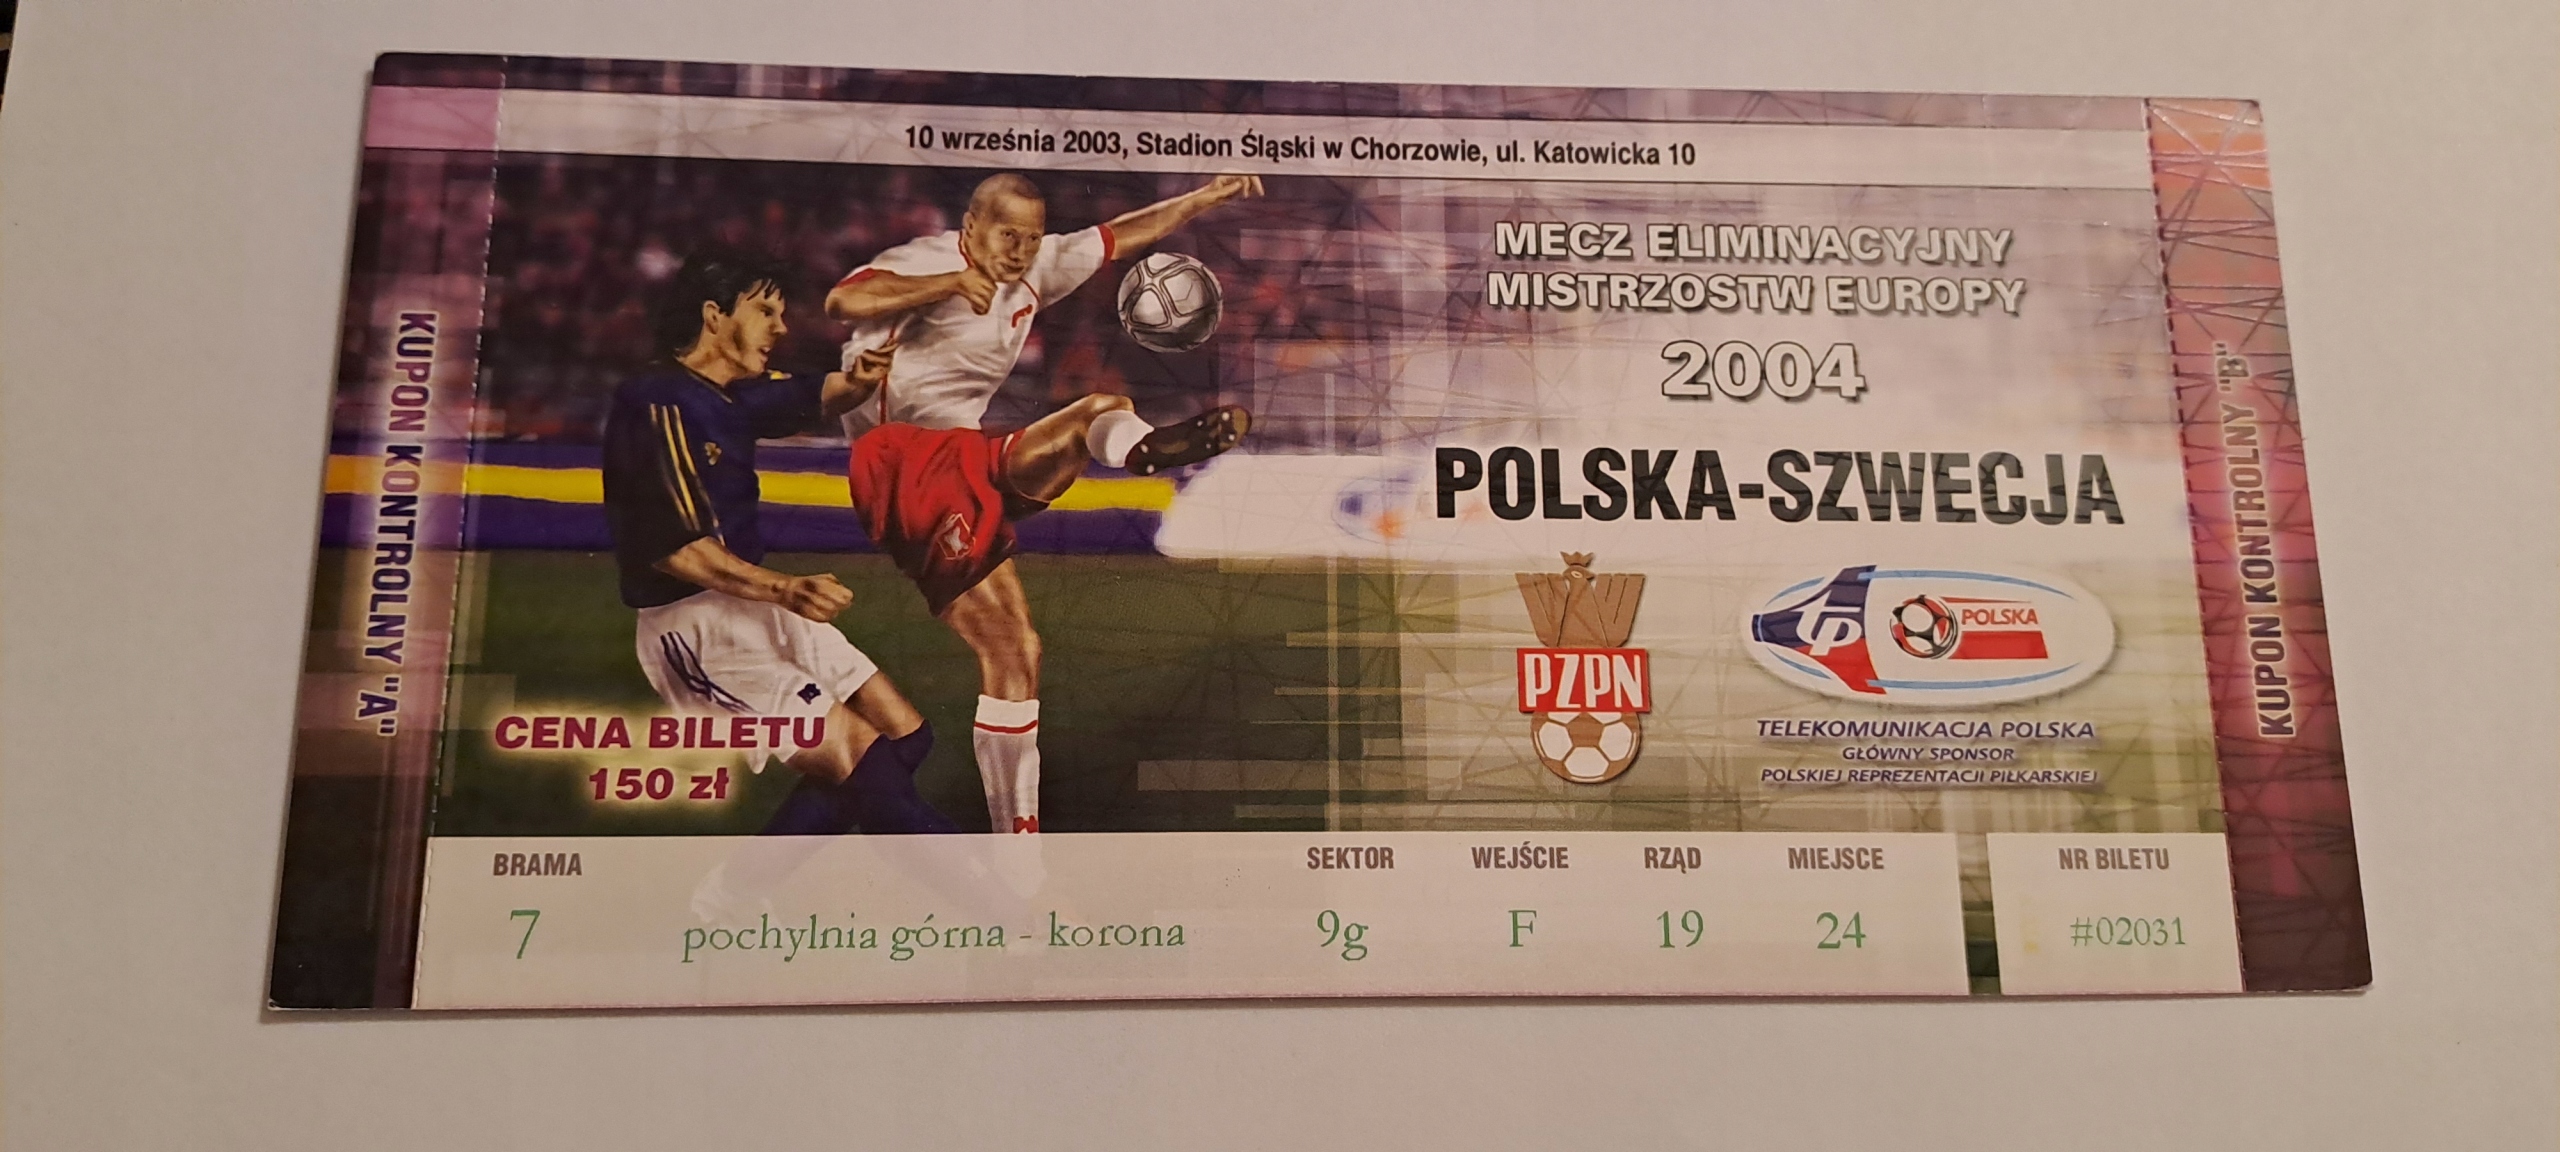 10 września 2003, Stadion Śląski w Chorzowie, ul. Katowicka 10
KUPON KONTROLNY "A"
MECZ ELIMINACYJNY
MISTRZOSTW EUROPY
2004
POLSKA-SZWECJA
PZPN
tp
POLSKA
TELEKOMUNIKACJA POLSKA
GŁÓWNY SPONSOR
POLSKIEJ REPREZENTACJI PIŁKARSKIEJ
CENA BILETU
150 zł
BRAMA SEKTOR WEJŚCIE RZĄD MIEJSCE NR BILETU
7 pochylnia górna - korona 9g F 19 24 #02031
KUPON KONTROLNY "B"